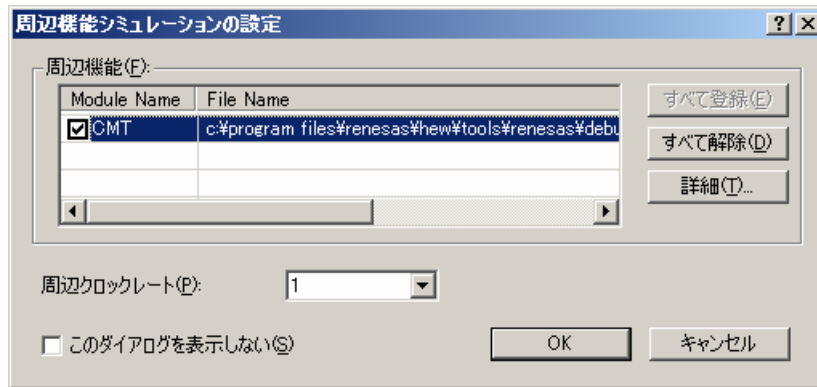 周辺機能シミュレーションの設定
周辺機能(F):
Module Name File Name
CMT c:¥program files¥renesas¥hew¥tools¥renesas¥debu
すべて登録(E)
すべて解除(D)
詳細(T)...
周辺クロックレート(P): 1
このダイアログを表示しない(S)
OK キャンセル